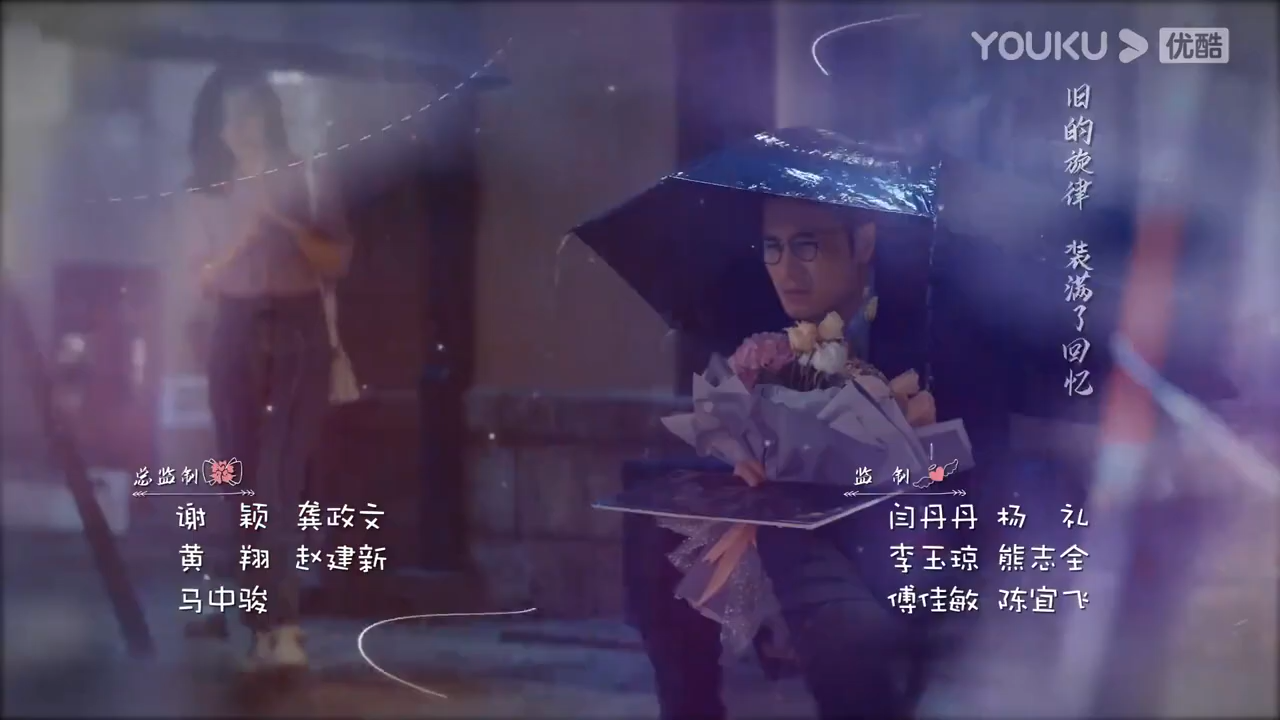 YOUKU 优酷
旧的旋律 装满了回忆
总监制
谢 颖 龚政文
黄 翔 赵建新
马中骏
监 制
闫丹丹 杨 礼
李玉琼 熊志全
傅佳敏 陈宜飞